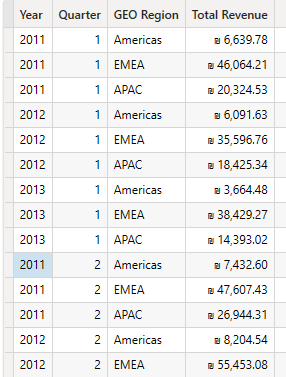 Year Quarter GEO Region Total Revenue
2011 1 Americas ₪ 6,639.78
2011 1 EMEA ₪ 46,064.21
2011 1 APAC ₪ 20,324.53
2012 1 Americas ₪ 6,091.63
2012 1 EMEA ₪ 35,596.76
2012 1 APAC ₪ 18,425.34
2013 1 Americas ₪ 3,664.48
2013 1 EMEA ₪ 38,429.27
2013 1 APAC ₪ 14,393.02
2011 2 Americas ₪ 7,432.60
2011 2 EMEA ₪ 47,607.43
2011 2 APAC ₪ 26,944.31
2012 2 Americas ₪ 8,204.54
2012 2 EMEA ₪ 55,453.08